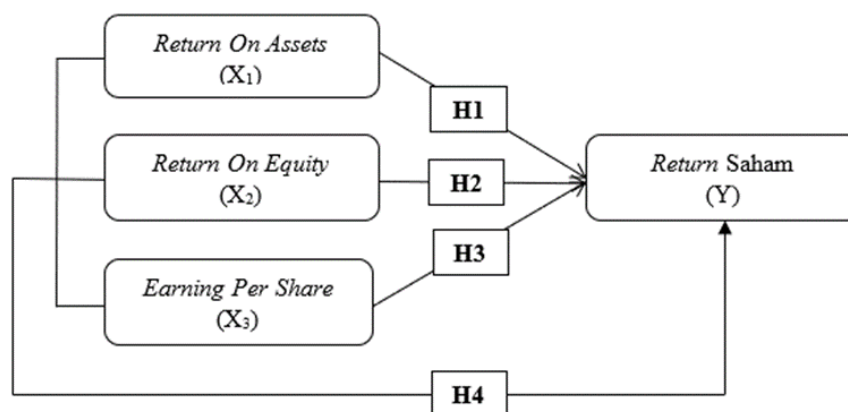 Return On Assets
(X₁)
H1
Return On Equity
(X₂)
H2
Return Saham
(Y)
H3
Earning Per Share
(X₃)
H4